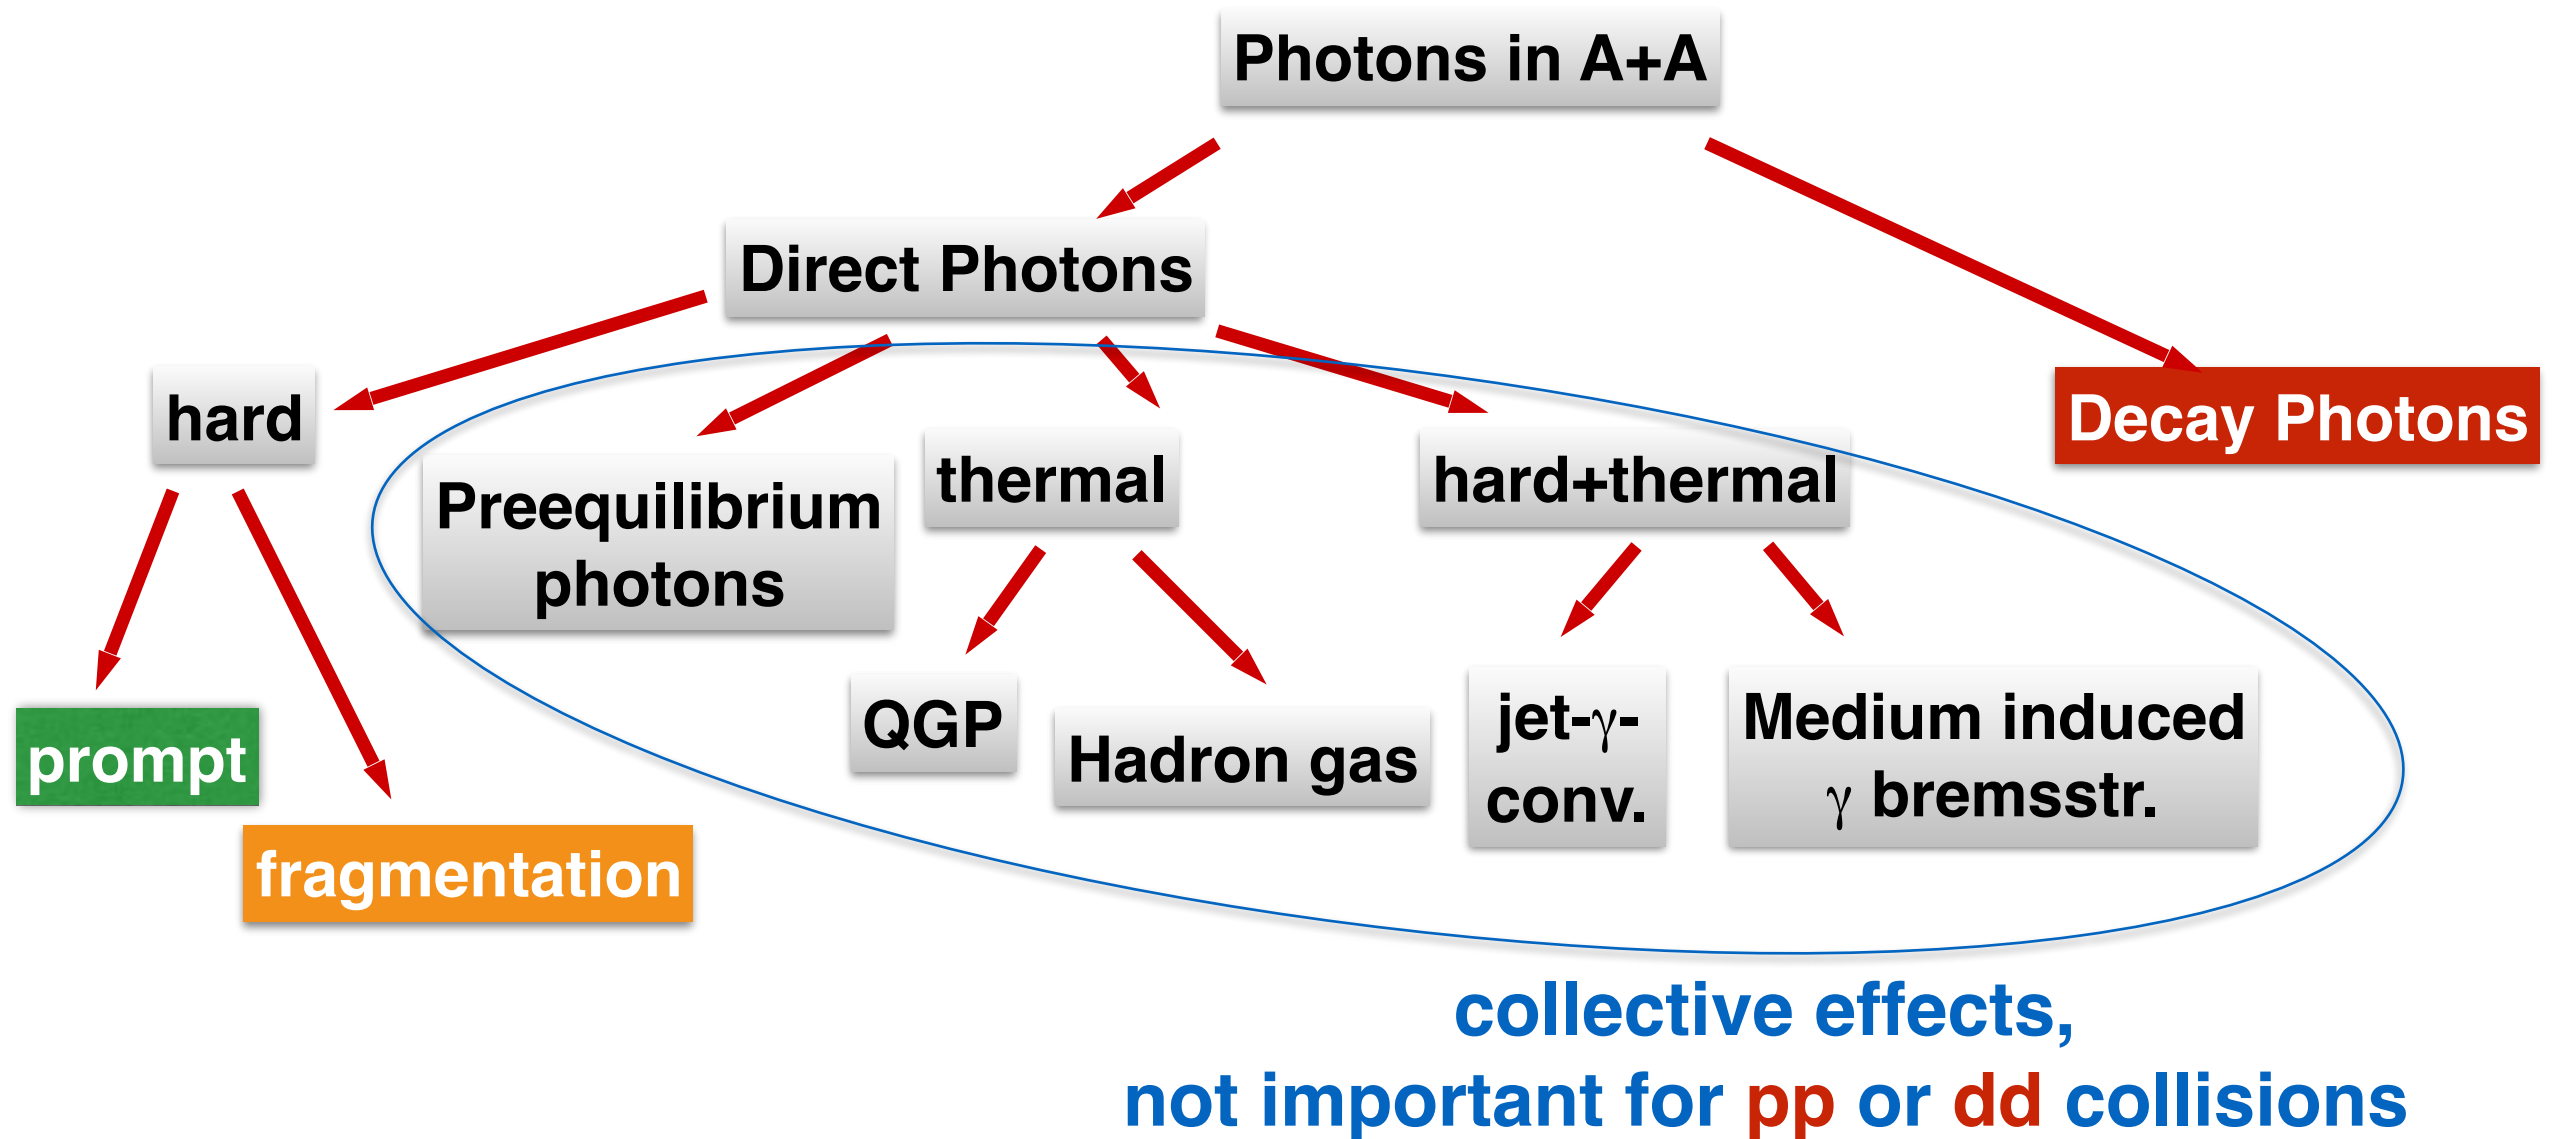 Photons in A+A
Direct Photons
hard
Decay Photons
Preequilibrium
photons
thermal
hard+thermal
prompt
fragmentation
QGP
Hadron gas
jet-γ-
conv.
Medium induced
γ bremsstr.
collective effects,
not important for pp or dd collisions